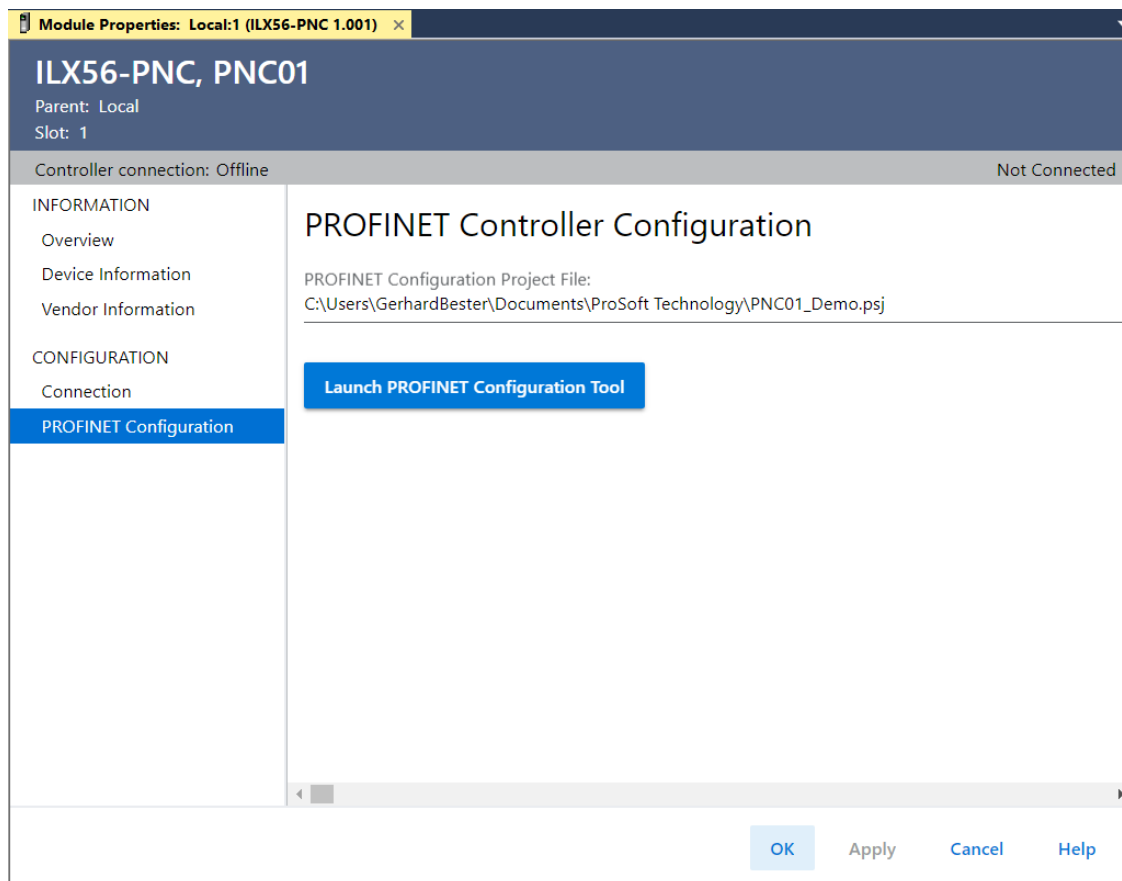 Module Properties: Local:1 (ILX56-PNC 1.001)
ILX56-PNC, PNC01
Parent: Local
Slot: 1
Controller connection: Offline
Not Connected
INFORMATION
Overview
Device Information
Vendor Information
CONFIGURATION
Connection
PROFINET Configuration
PROFINET Controller Configuration
PROFINET Configuration Project File:
C:\Users\GerhardBester\Documents\ProSoft Technology\PNC01_Demo.psj
Launch PROFINET Configuration Tool
OK Apply Cancel Help